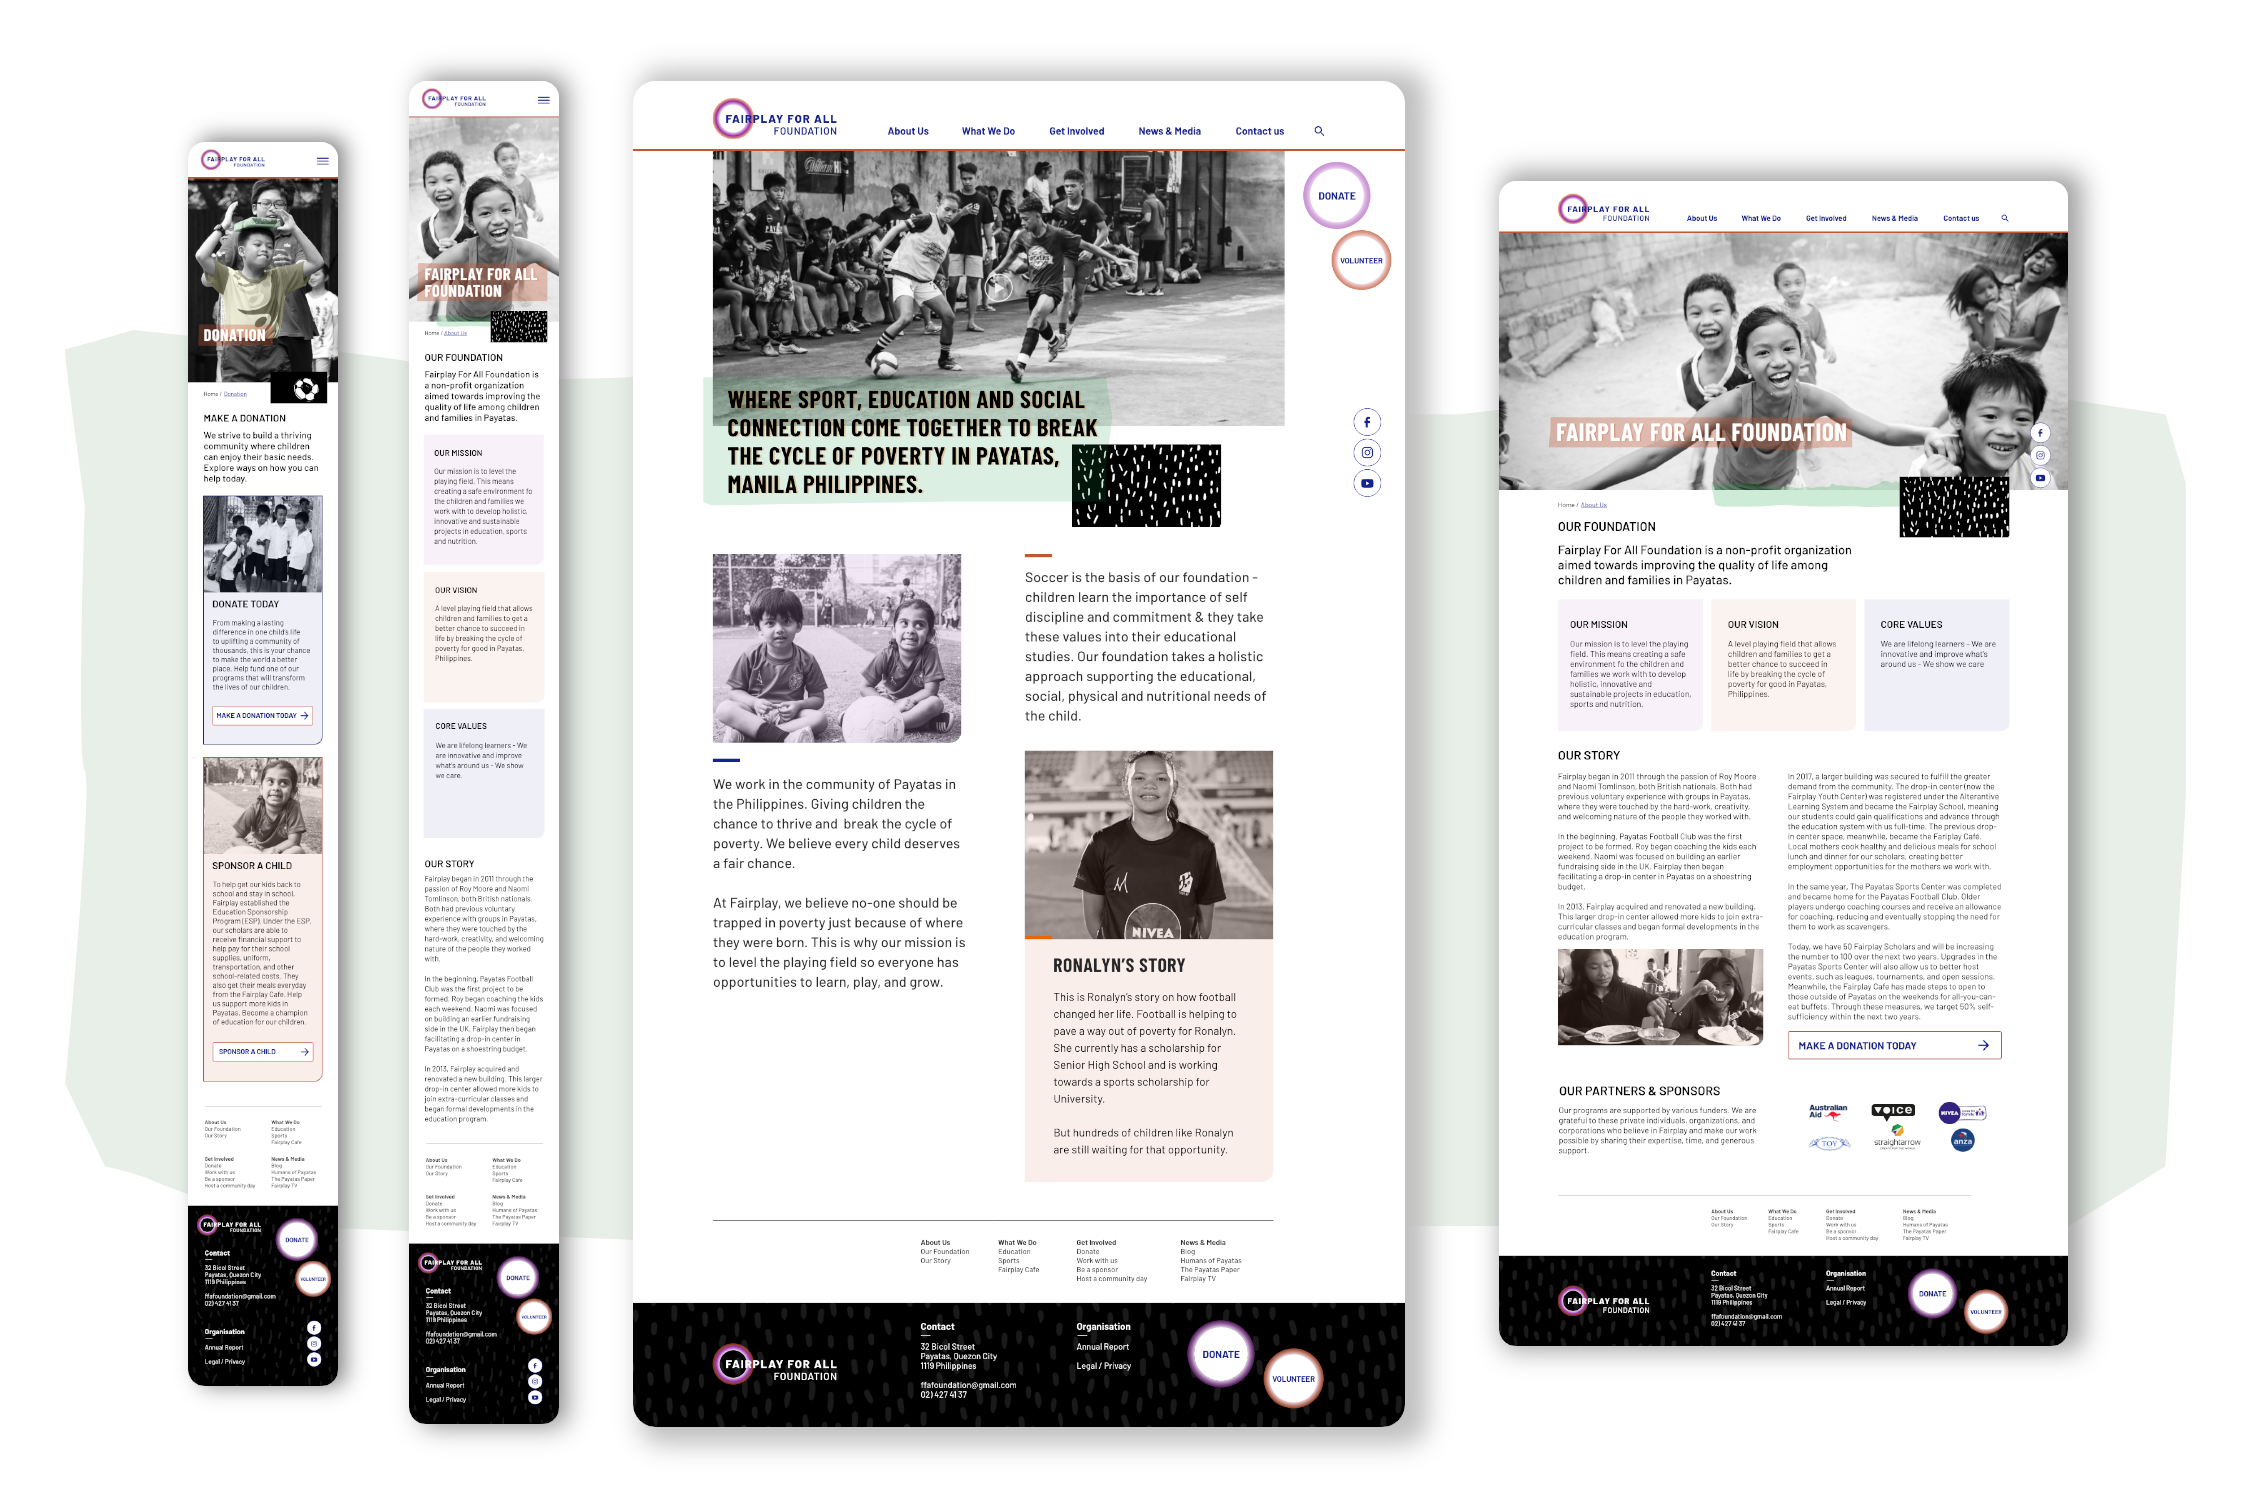 FAIRPLAY FOR ALL
FOUNDATION
DONATION
Home / Donation
MAKE A DONATION
We strive to build a thriving
community where children
can enjoy their basic needs.
Explore ways on how you can
help today.
DONATE TODAY
From making a lasting
difference in one child's life
to uplifting a community of
thousands, this is your chance
to make the world a better
place. Help fund one of our
programs that will transform
the lives of our children.
MAKE A DONATION TODAY
SPONSOR A CHILD
To help get our kids back to
school and stay in school,
Fairplay established the
Education Sponsorship
Program (ESP). Under the ESP,
our scholars are able to
receive financial support to
help pay for their school
supplies, uniform,
transportation, and other
school-related costs. They
also get their meals everyday
from the Fairplay Cafe. Help
us support more kids in
Payatas. Become a champion
of education for our children.
SPONSOR A CHILD
About Us
Our Foundation
Our Story
What We Do
Education
Sports
Fairplay Cafe
Get Involved
Donate
Work with us
Be a sponsor
Host a community day
News & Media
Blog
Humans of Payatas
The Payatas Paper
Fairplay TV
FAIRPLAY FOR ALL
FOUNDATION
DONATE
VOLUNTEER
Contact
32 Bicol Street
Payatas, Quezon City
1119 Philippines
ffafoundation@gmail.com
02) 427 41 37
Organisation
Annual Report
Legal / Privacy
FAIRPLAY FOR ALL
FOUNDATION
FAIRPLAY FOR ALL
FOUNDATION
Home / About Us
OUR FOUNDATION
Fairplay For All Foundation is
a non-profit organization
aimed towards improving the
quality of life among children
and families in Payatas.
OUR MISSION
Our mission is to level the
playing field. This means
creating a safe environment fo
the children and families we
work with to develop holistic,
innovative and sustainable
projects in education, sports
and nutrition.
OUR VISION
A level playing field that allows
children and families to get a
better chance to succeed in
life by breaking the cycle of
poverty for good in Payatas,
Philippines.
CORE VALUES
We are lifelong learners - We
are innovative and improve
what's around us - We show
we care.
OUR STORY
Fairplay began in 2011 through the
passion of Roy Moore and Naomi
Tomlinson, both British nationals.
Both had previous voluntary
experience with groups in Payatas,
where they were touched by the
hard-work, creativity, and welcoming
nature of the people they worked
with.
In the beginning, Payatas Football
Club was the first project to be
formed. Roy began coaching the kids
each weekend. Naomi was focused
on building an earlier fundraising
side in the UK. Fairplay then began
facilitating a drop-in center in
Payatas on a shoestring budget.
In 2013, Fairplay acquired and
renovated a new building. This larger
drop-in center allowed more kids to
join extra-curricular classes and
began formal developments in the
education program.
About Us
Our Foundation
Our Story
What We Do
Education
Sports
Fairplay Cafe
Get Involved
Donate
Work with us
Be a sponsor
Host a community day
News & Media
Blog
Humans of Payatas
The Payatas Paper
Fairplay TV
FAIRPLAY FOR ALL
FOUNDATION
DONATE
VOLUNTEER
Contact
32 Bicol Street
Payatas, Quezon City
1119 Philippines
ffafoundation@gmail.com
02) 427 41 37
Organisation
Annual Report
Legal / Privacy
FAIRPLAY FOR ALL
FOUNDATION
About Us
What We Do
Get Involved
News & Media
Contact us
DONATE
VOLUNTEER
WHERE SPORT, EDUCATION AND SOCIAL
CONNECTION COME TOGETHER TO BREAK
THE CYCLE OF POVERTY IN PAYATAS,
MANILA PHILIPPINES.
We work in the community of Payatas in
the Philippines. Giving children the
chance to thrive and break the cycle of
poverty. We believe every child deserves
a fair chance.
At Fairplay, we believe no-one should be
trapped in poverty just because of where
they were born. This is why our mission is
to level the playing field so everyone has
opportunities to learn, play, and grow.
Soccer is the basis of our foundation -
children learn the importance of self
discipline and commitment & they take
these values into their educational
studies. Our foundation takes a holistic
approach supporting the educational,
social, physical and nutritional needs of
the child.
NIVEA
RONALYN'S STORY
This is Ronalyn's story on how football
changed her life. Football is helping to
pave a way out of poverty for Ronalyn.
She currently has a scholarship for
Senior High School and is working
towards a sports scholarship for
University.
But hundreds of children like Ronalyn
are still waiting for that opportunity.
About Us
Our Foundation
Our Story
What We Do
Education
Sports
Fairplay Cafe
Get Involved
Donate
Work with us
Be a sponsor
Host a community day
News & Media
Blog
Humans of Payatas
The Payatas Paper
Fairplay TV
FAIRPLAY FOR ALL
FOUNDATION
Contact
32 Bicol Street
Payatas, Quezon City
1119 Philippines
ffafoundation@gmail.com
02) 427 41 37
Organisation
Annual Report
Legal / Privacy
DONATE
VOLUNTEER
FAIRPLAY FOR ALL
FOUNDATION
About Us
What We Do
Get Involved
News & Media
Contact us
FAIRPLAY FOR ALL FOUNDATION
Home / About Us
OUR FOUNDATION
Fairplay For All Foundation is a non-profit organization
aimed towards improving the quality of life among
children and families in Payatas.
OUR MISSION
Our mission is to level the playing
field. This means creating a safe
environment fo the children and
families we work with to develop
holistic, innovative and
sustainable projects in education,
sports and nutrition.
OUR VISION
A level playing field that allows
children and families to get a
better chance to succeed in
life by breaking the cycle of
poverty for good in Payatas,
Philippines.
CORE VALUES
We are lifelong learners - We are
innovative and improve what's
around us - We show we care
OUR STORY
Fairplay began in 2011 through the passion of Roy Moore
and Naomi Tomlinson, both British nationals. Both had
previous voluntary experience with groups in Payatas,
where they were touched by the hard-work, creativity,
and welcoming nature of the people they worked with.
In the beginning, Payatas Football Club was the first
project to be formed. Roy began coaching the kids each
weekend. Naomi was focused on building an earlier
fundraising side in the UK. Fairplay then began
facilitating a drop-in center in Payatas on a shoestring
budget.
In 2013, Fairplay acquired and renovated a new building.
This larger drop-in center allowed more kids to join extra-
curricular classes and began formal developments in the
education program.
In 2017, a larger building was secured to fulfill the greater
demand from the community. The drop-in center (now the
Fairplay Youth Center) was registered under the Alterantive
Learning System and became the Fairplay School, meaning
our students could gain qualifications and advance through
the education system with us full-time. The previous drop-
in center space, meanwhile, became the Fariplay Café.
Local mothers cook healthy and delicious meals for school
lunch and dinner for our scholars, creating better
employment opportunities for the mothers we work with.
In the same year, The Payatas Sports Center was completed
and became home for the Payatas Football Club. Older
players undergo coaching courses and receive an allowance
for coaching, reducing and eventually stopping the need for
them to work as scavengers.
Today, we have 50 Fairplay Scholars and will be increasing
the number to 100 over the next two years. Upgrades in the
Payatas Sports Center will also allow us to better host
events, such as leagues, tournaments, and open sessions.
Meanwhile, the Fairplay Cafe has made steps to open to
those outside of Payatas on the weekends for all-you-can-
eat buffets. Through these measures, we target 50% self-
sufficiency within the next two years.
MAKE A DONATION TODAY
OUR PARTNERS & SPONSORS
Our programs are supported by various funders. We are
grateful to these private individuals, organizations, and
corporations who believe in Fairplay and make our work
possible by sharing their expertise, time, and generous
support.
Australian
Aid
voice
NIVEA
TOY
straightarrow
anza
About Us
Our Foundation
Our Story
What We Do
Education
Sports
Fairplay Cafe
Get Involved
Donate
Work with us
Be a sponsor
Host a community day
News & Media
Blog
Humans of Payatas
The Payatas Paper
Fairplay TV
FAIRPLAY FOR ALL
FOUNDATION
Contact
32 Bicol Street
Payatas, Quezon City
1119 Philippines
ffafoundation@gmail.com
02) 427 41 37
Organisation
Annual Report
Legal / Privacy
DONATE
VOLUNTEER